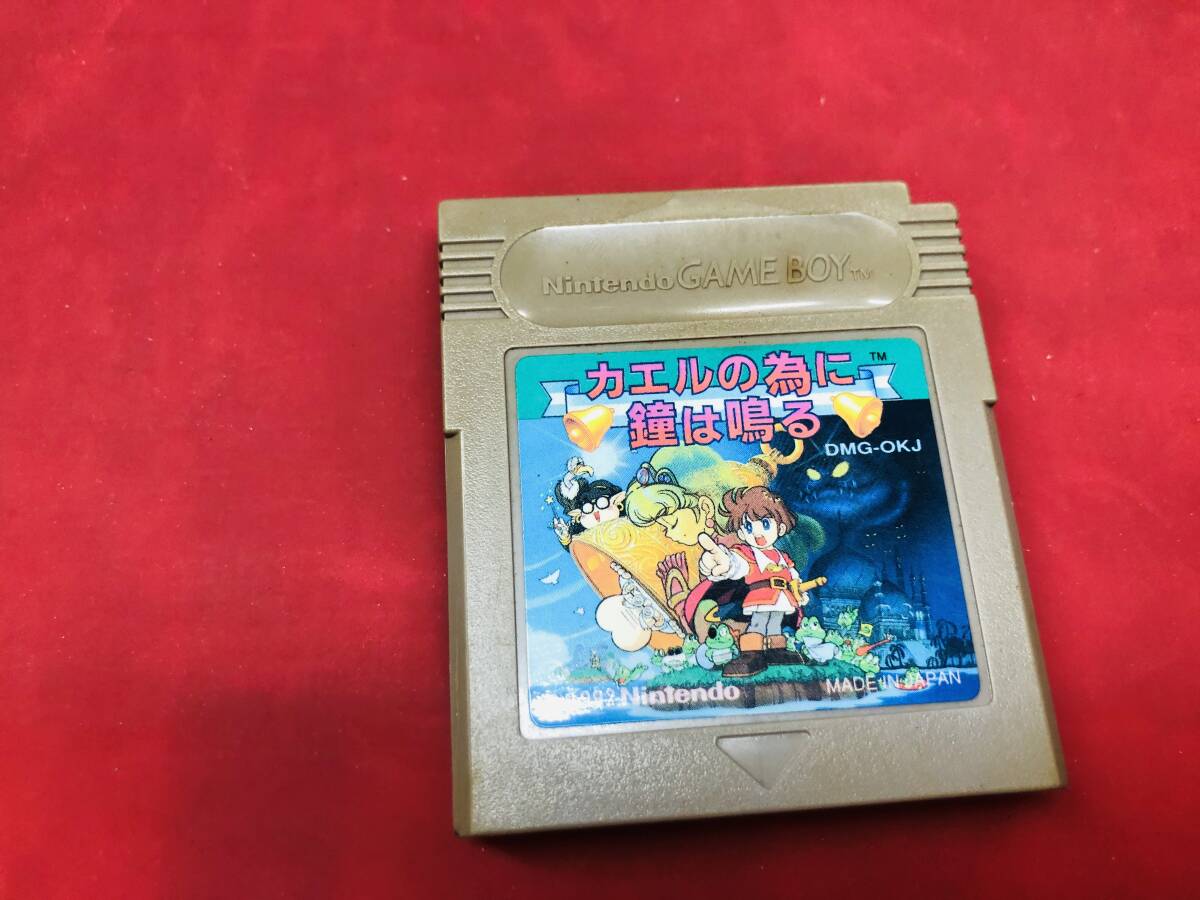 Nintendo GAME BOY TM
カエルの為に TM
鐘は鳴る
DMG-OKJ
1992 Nintendo
MADE IN JAPAN